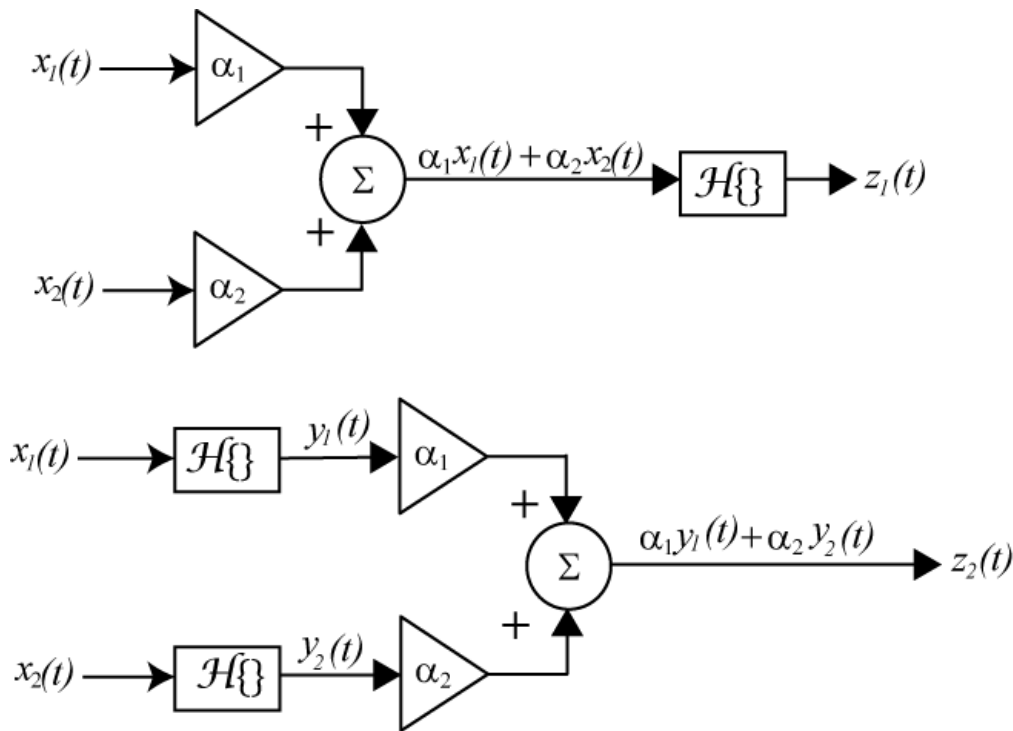 x₁(t)
α₁
+
Σ
α₁x₁(t) + α₂x₂(t)
ℋ{}
z₁(t)
+
x₂(t)
α₂
x₁(t)
ℋ{}
y₁(t)
α₁
+
Σ
α₁y₁(t) + α₂y₂(t)
z₂(t)
+
x₂(t)
ℋ{}
y₂(t)
α₂